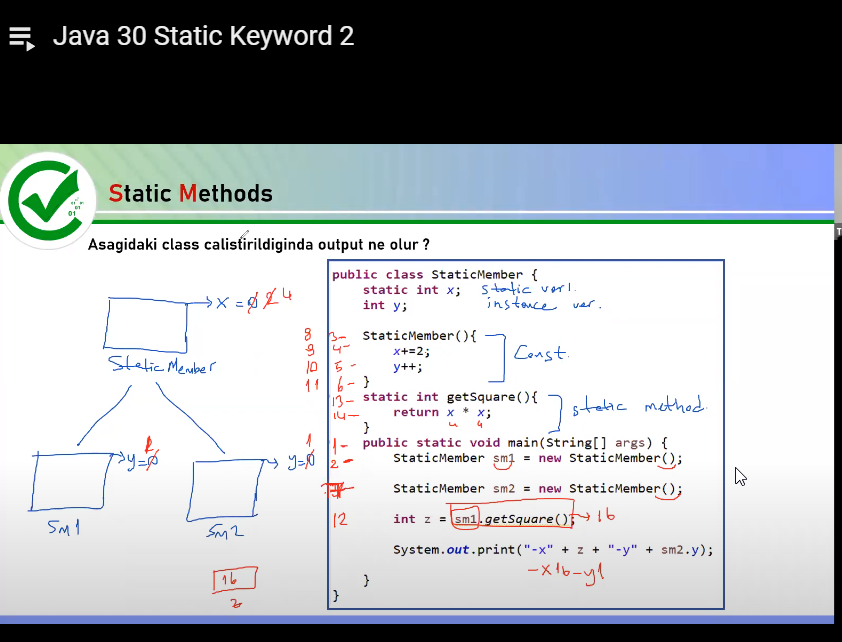 Java 30 Static Keyword 2
Static Methods
Asagidaki class calistirildiginda output ne olur ?
public class StaticMember {
static int x; static var.
int y; instance var.
8 3- StaticMember(){
9 4- x+=2; Const.
10 5- y++;
11 6- }
13- static int getSquare(){
14- return x * x; static method
4 4
}
1- public static void main(String[] args) {
2- StaticMember sm1 = new StaticMember();
StaticMember sm2 = new StaticMember();
12 int z = sm1.getSquare(); → 16
System.out.print("-x" + z + "-y" + sm2.y);
-x16-y1
}
}
x = 0 2 4
Static Member
1
y=0
1
y=0
Sm1
Sm2
16
z
01
T